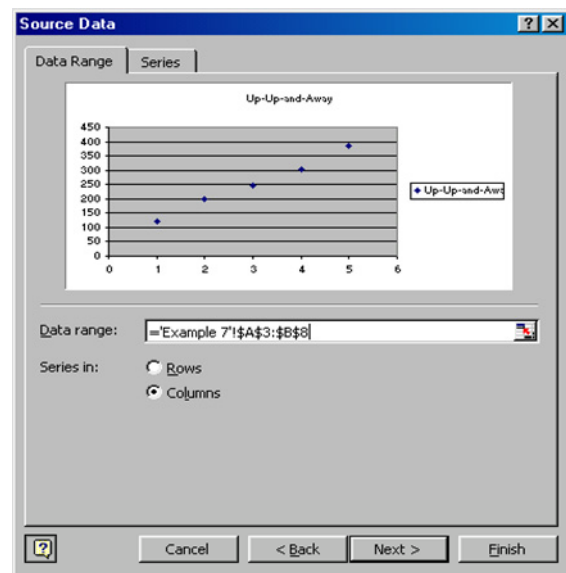 Source Data
Data Range Series
Up-Up-and-Away
450
400
350
300
250
200
150
100
50
0
0 1 2 3 4 5 6
Up-Up-and-Awa
Data range: ='Example 7'!$A$3:$B$8
Series in: Rows
Columns
Cancel < Back Next > Finish